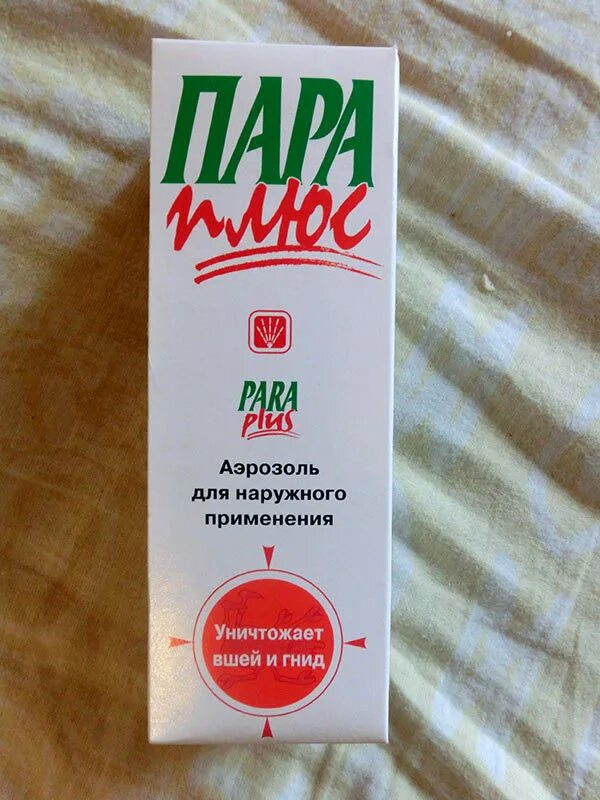 ПАРА
плюс
PARA
plus
Аэрозоль
для наружного
применения
Уничтожает
вшей и гнид